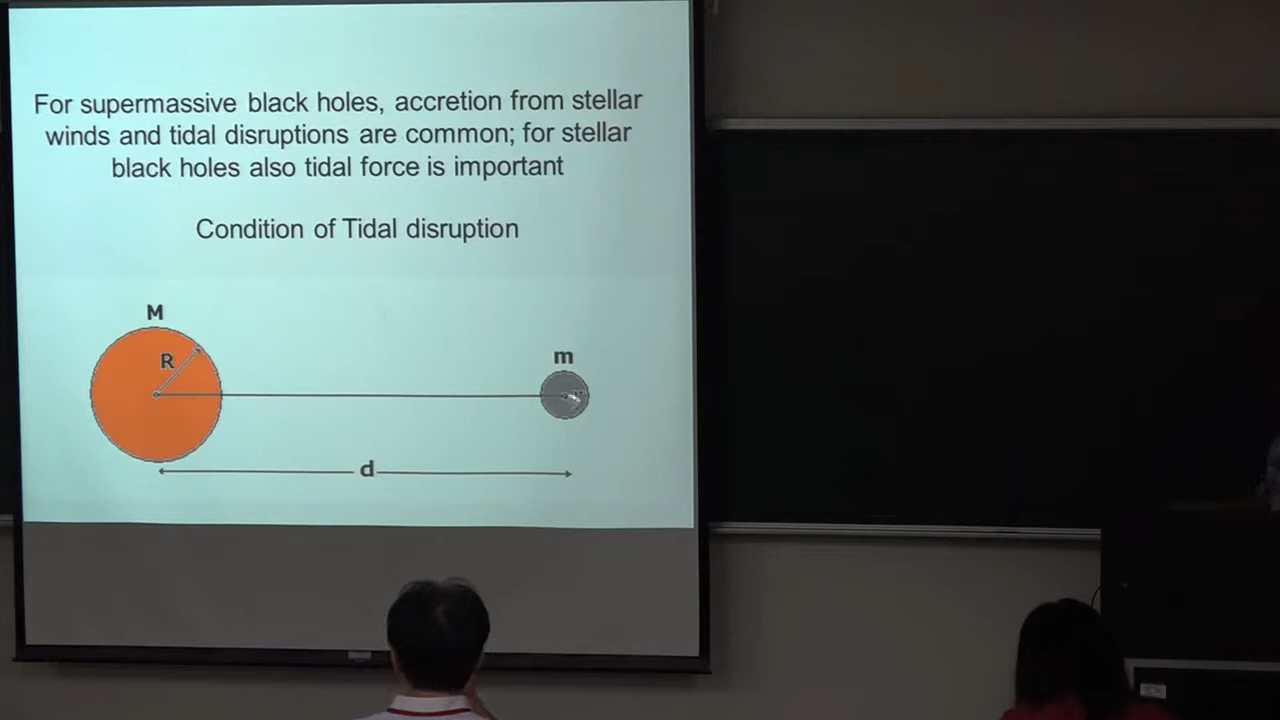 For supermassive black holes, accretion from stellar
winds and tidal disruptions are common; for stellar
black holes also tidal force is important
Condition of Tidal disruption
M
R
m
d